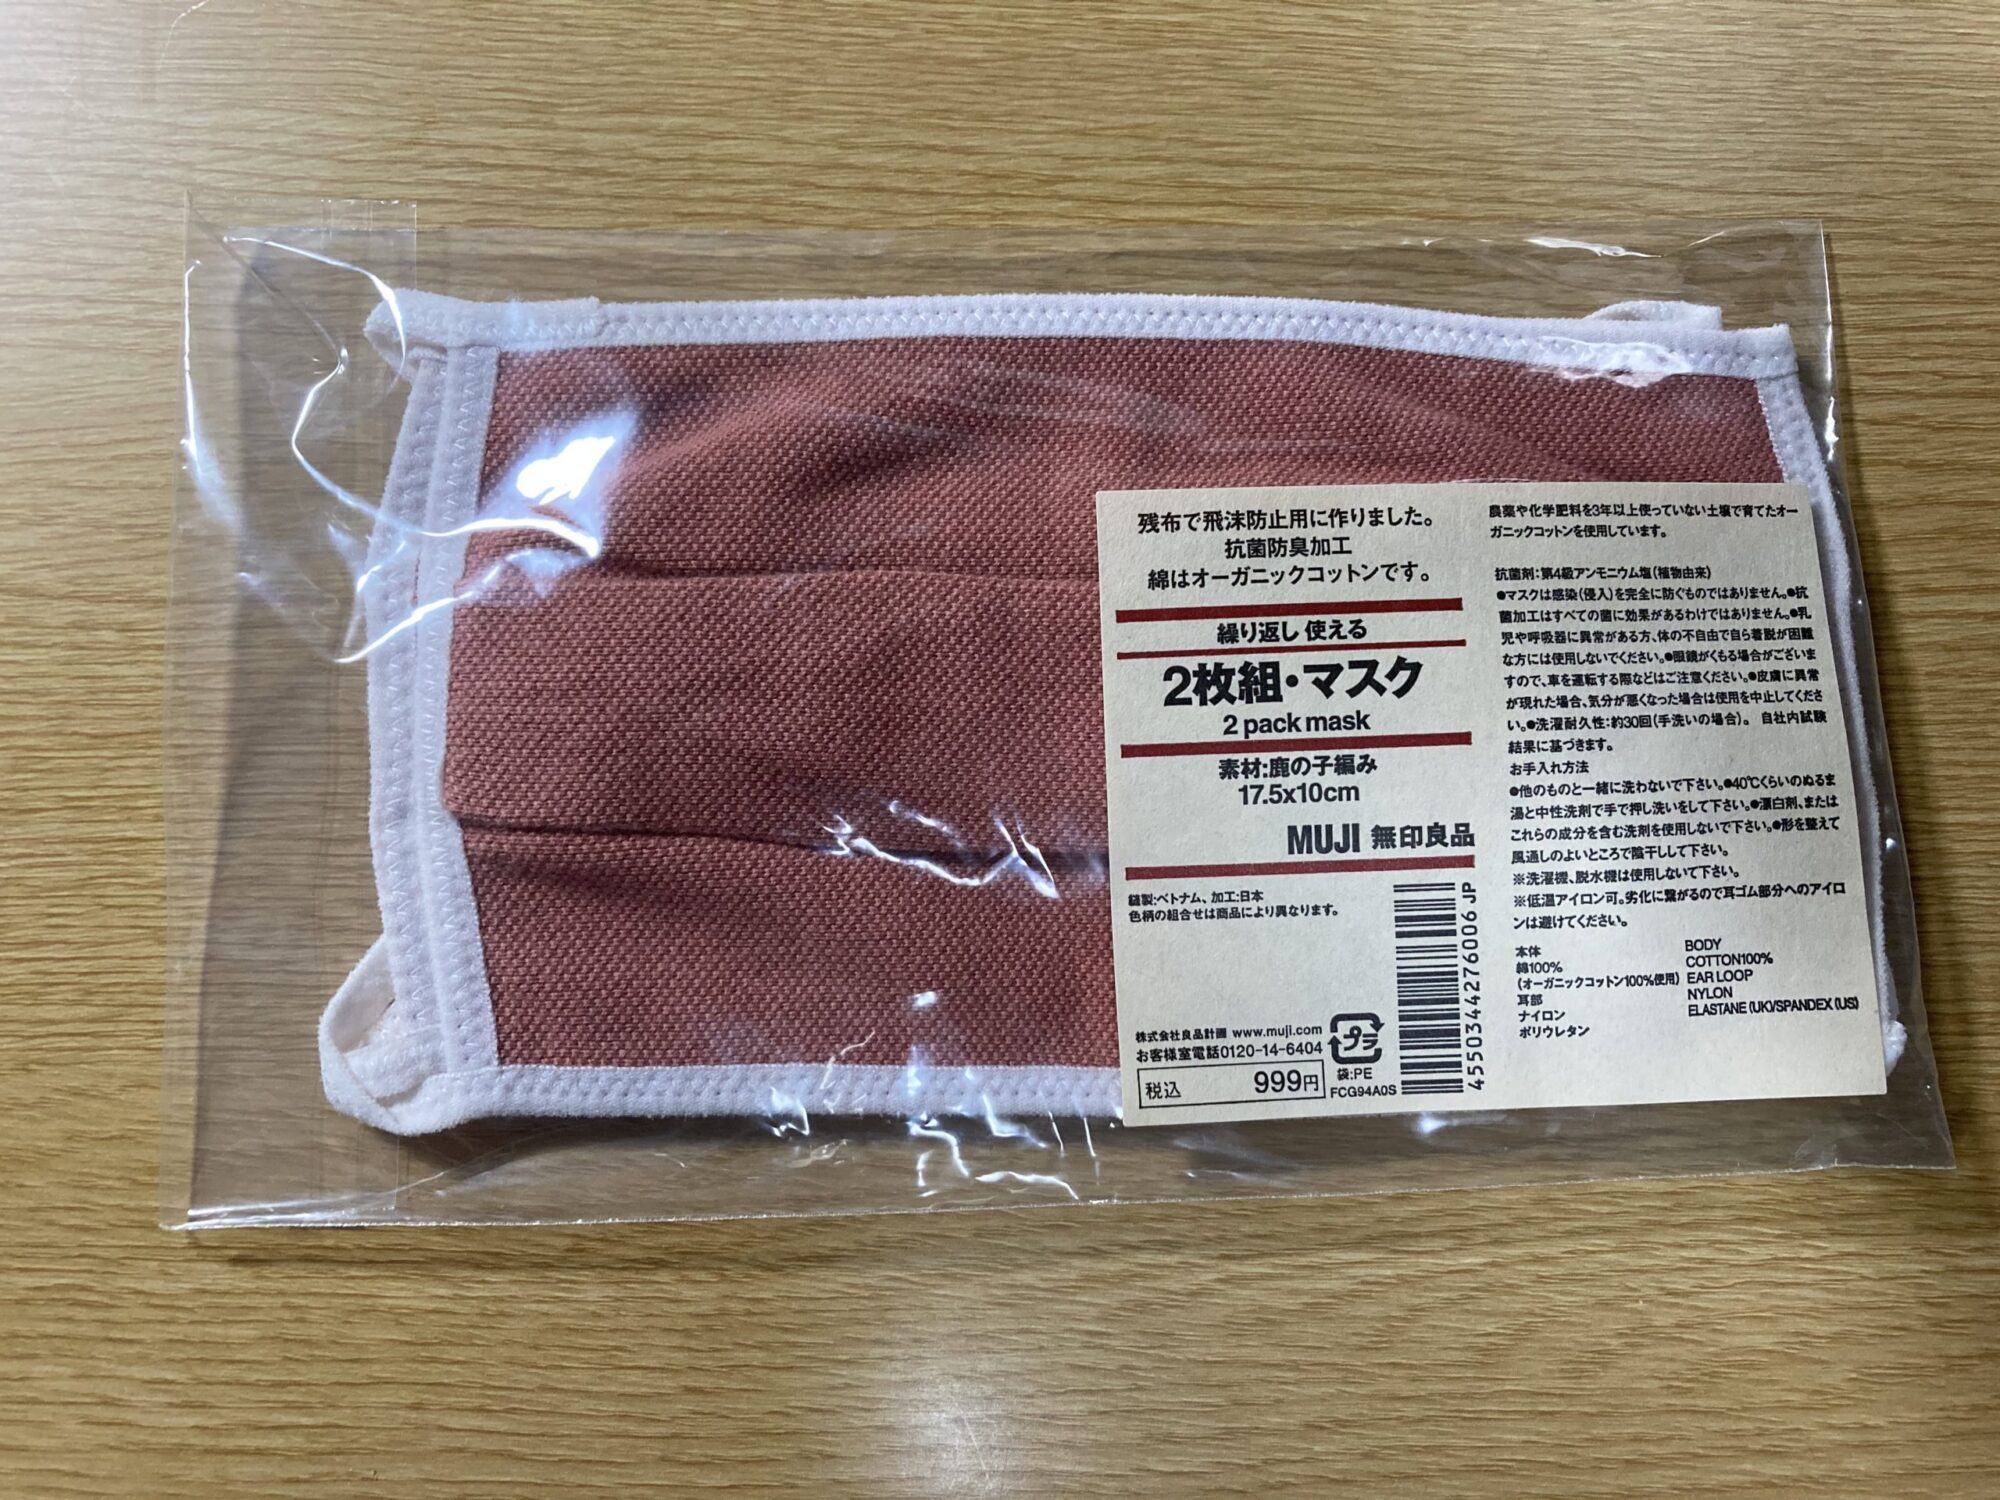 残布で飛沫防止用に作りました。
抗菌防臭加工
綿はオーガニックコットンです。
繰り返し 使える
2枚組・マスク
2 pack mask
素材:鹿の子編み
17.5x10cm
MUJI 無印良品
縫製:ベトナム、加工:日本
色柄の組合せは商品により異なります。
株式会社良品計画 www.muji.com
お客様室電話0120-14-6404
税込 999円
プラ
袋:PE
FCG94A0S
4550344276006 JP
農薬や化学肥料を3年以上使っていない土壌で育てたオー
ガニックコットンを使用しています。
抗菌剤:第4級アンモニウム塩(植物由来)
●マスクは感染(侵入)を完全に防ぐものではありません。●抗
菌加工はすべての菌に効果があるわけではありません。●乳
児や呼吸器に異常がある方、体の不自由で自ら着脱が困難
な方には使用しないでください。●眼鏡がくもる場合がございま
すので、車を運転する際などはご注意ください。●皮膚に異常
が現れた場合、気分が悪くなった場合は使用を中止してくださ
い。●洗濯耐久性:約30回(手洗いの場合)。 自社内試験
結果に基づきます。
お手入れ方法
●他のものと一緒に洗わないで下さい。●40℃くらいのぬるま
湯と中性洗剤で手で押し洗いをして下さい。●漂白剤、または
これらの成分を含む洗剤を使用しないで下さい。●形を整えて
風通しのよいところで陰干しして下さい。
※洗濯機、脱水機は使用しないて下さい。
※低温アイロン可。劣化に繋がるので耳ゴム部分へのアイロ
ンは避けてください。
本体
綿100%
(オーガニックコットン100%使用)
耳部
ナイロン
ポリウレタン
BODY
COTTON100%
EAR LOOP
NYLON
ELASTANE (UK)/SPANDEX (US)